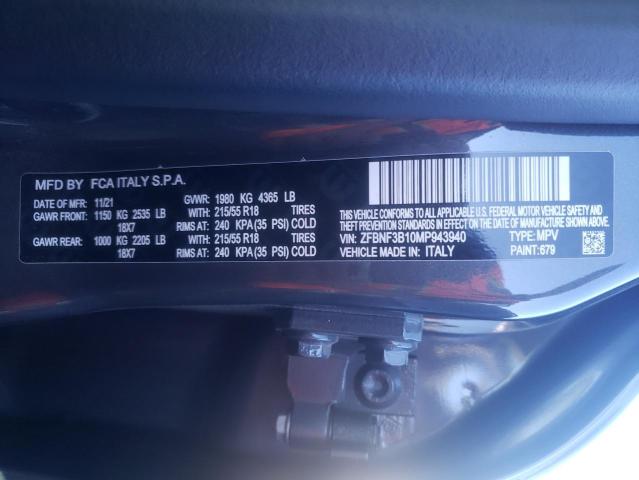 MFD BY FCA ITALY S.P.A.
DATE OF MFR: 11/21 GVWR: 1980 KG 4365 LB
GAWR FRONT: 1150 KG 2535 LB WITH: 215/55 R18 TIRES
18X7 RIMS AT: 240 KPA(35 PSI) COLD
GAWR REAR: 1000 KG 2205 LB WITH: 215/55 R18 TIRES
18X7 RIMS AT: 240 KPA(35 PSI) COLD
THIS VEHICLE CONFORMS TO ALL APPLICABLE U.S. FEDERAL MOTOR VEHICLE SAFETY,
BUMPER, AND THEFT PREVENTION STANDARDS IN EFFECT ON THE DATE OF MANUFACTURE SHOWN ABOVE.
VIN: ZFBNF3B10MP943940 TYPE: MPV
VEHICLE MADE IN: ITALY PAINT: 679